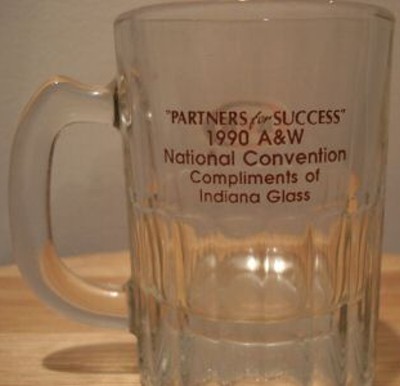 "PARTNERS for SUCCESS"
1990 A&W
National Convention
Compliments of
Indiana Glass